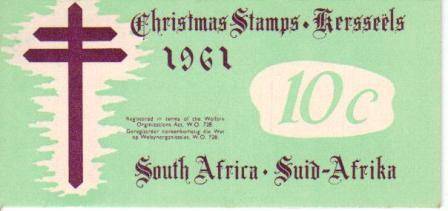 Christmas Stamps • Kersseëls
1961
10c
Registered in terms of the Welfare
Organisations Act, W.O. 728.
Geregistreer ooreenkomstig die Wet
op Welsynorganisasies, W.O. 728.
South Africa • Suid-Afrika